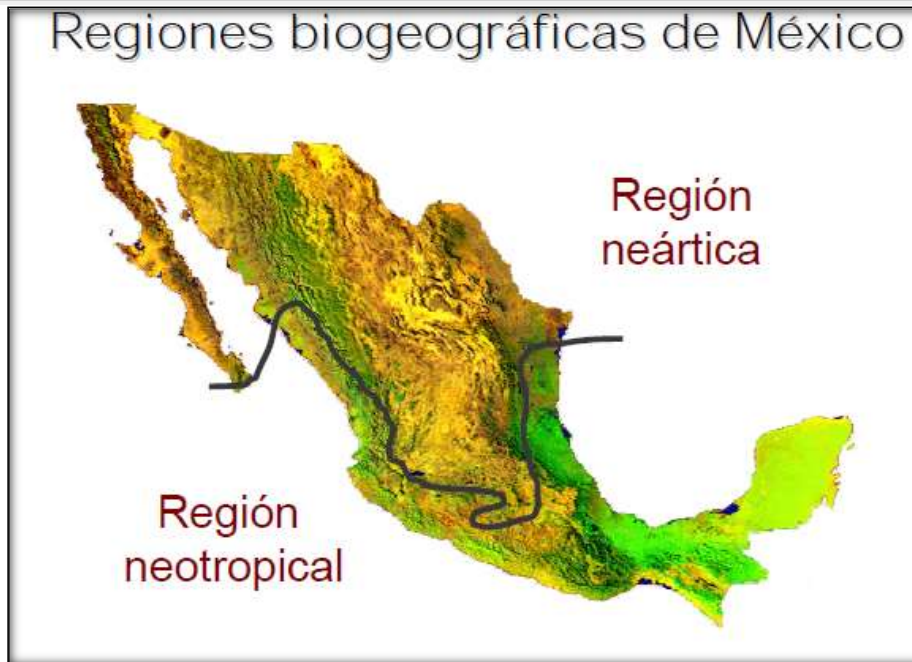 Regiones biogeográficas de México
Región
neártica
Región
neotropical